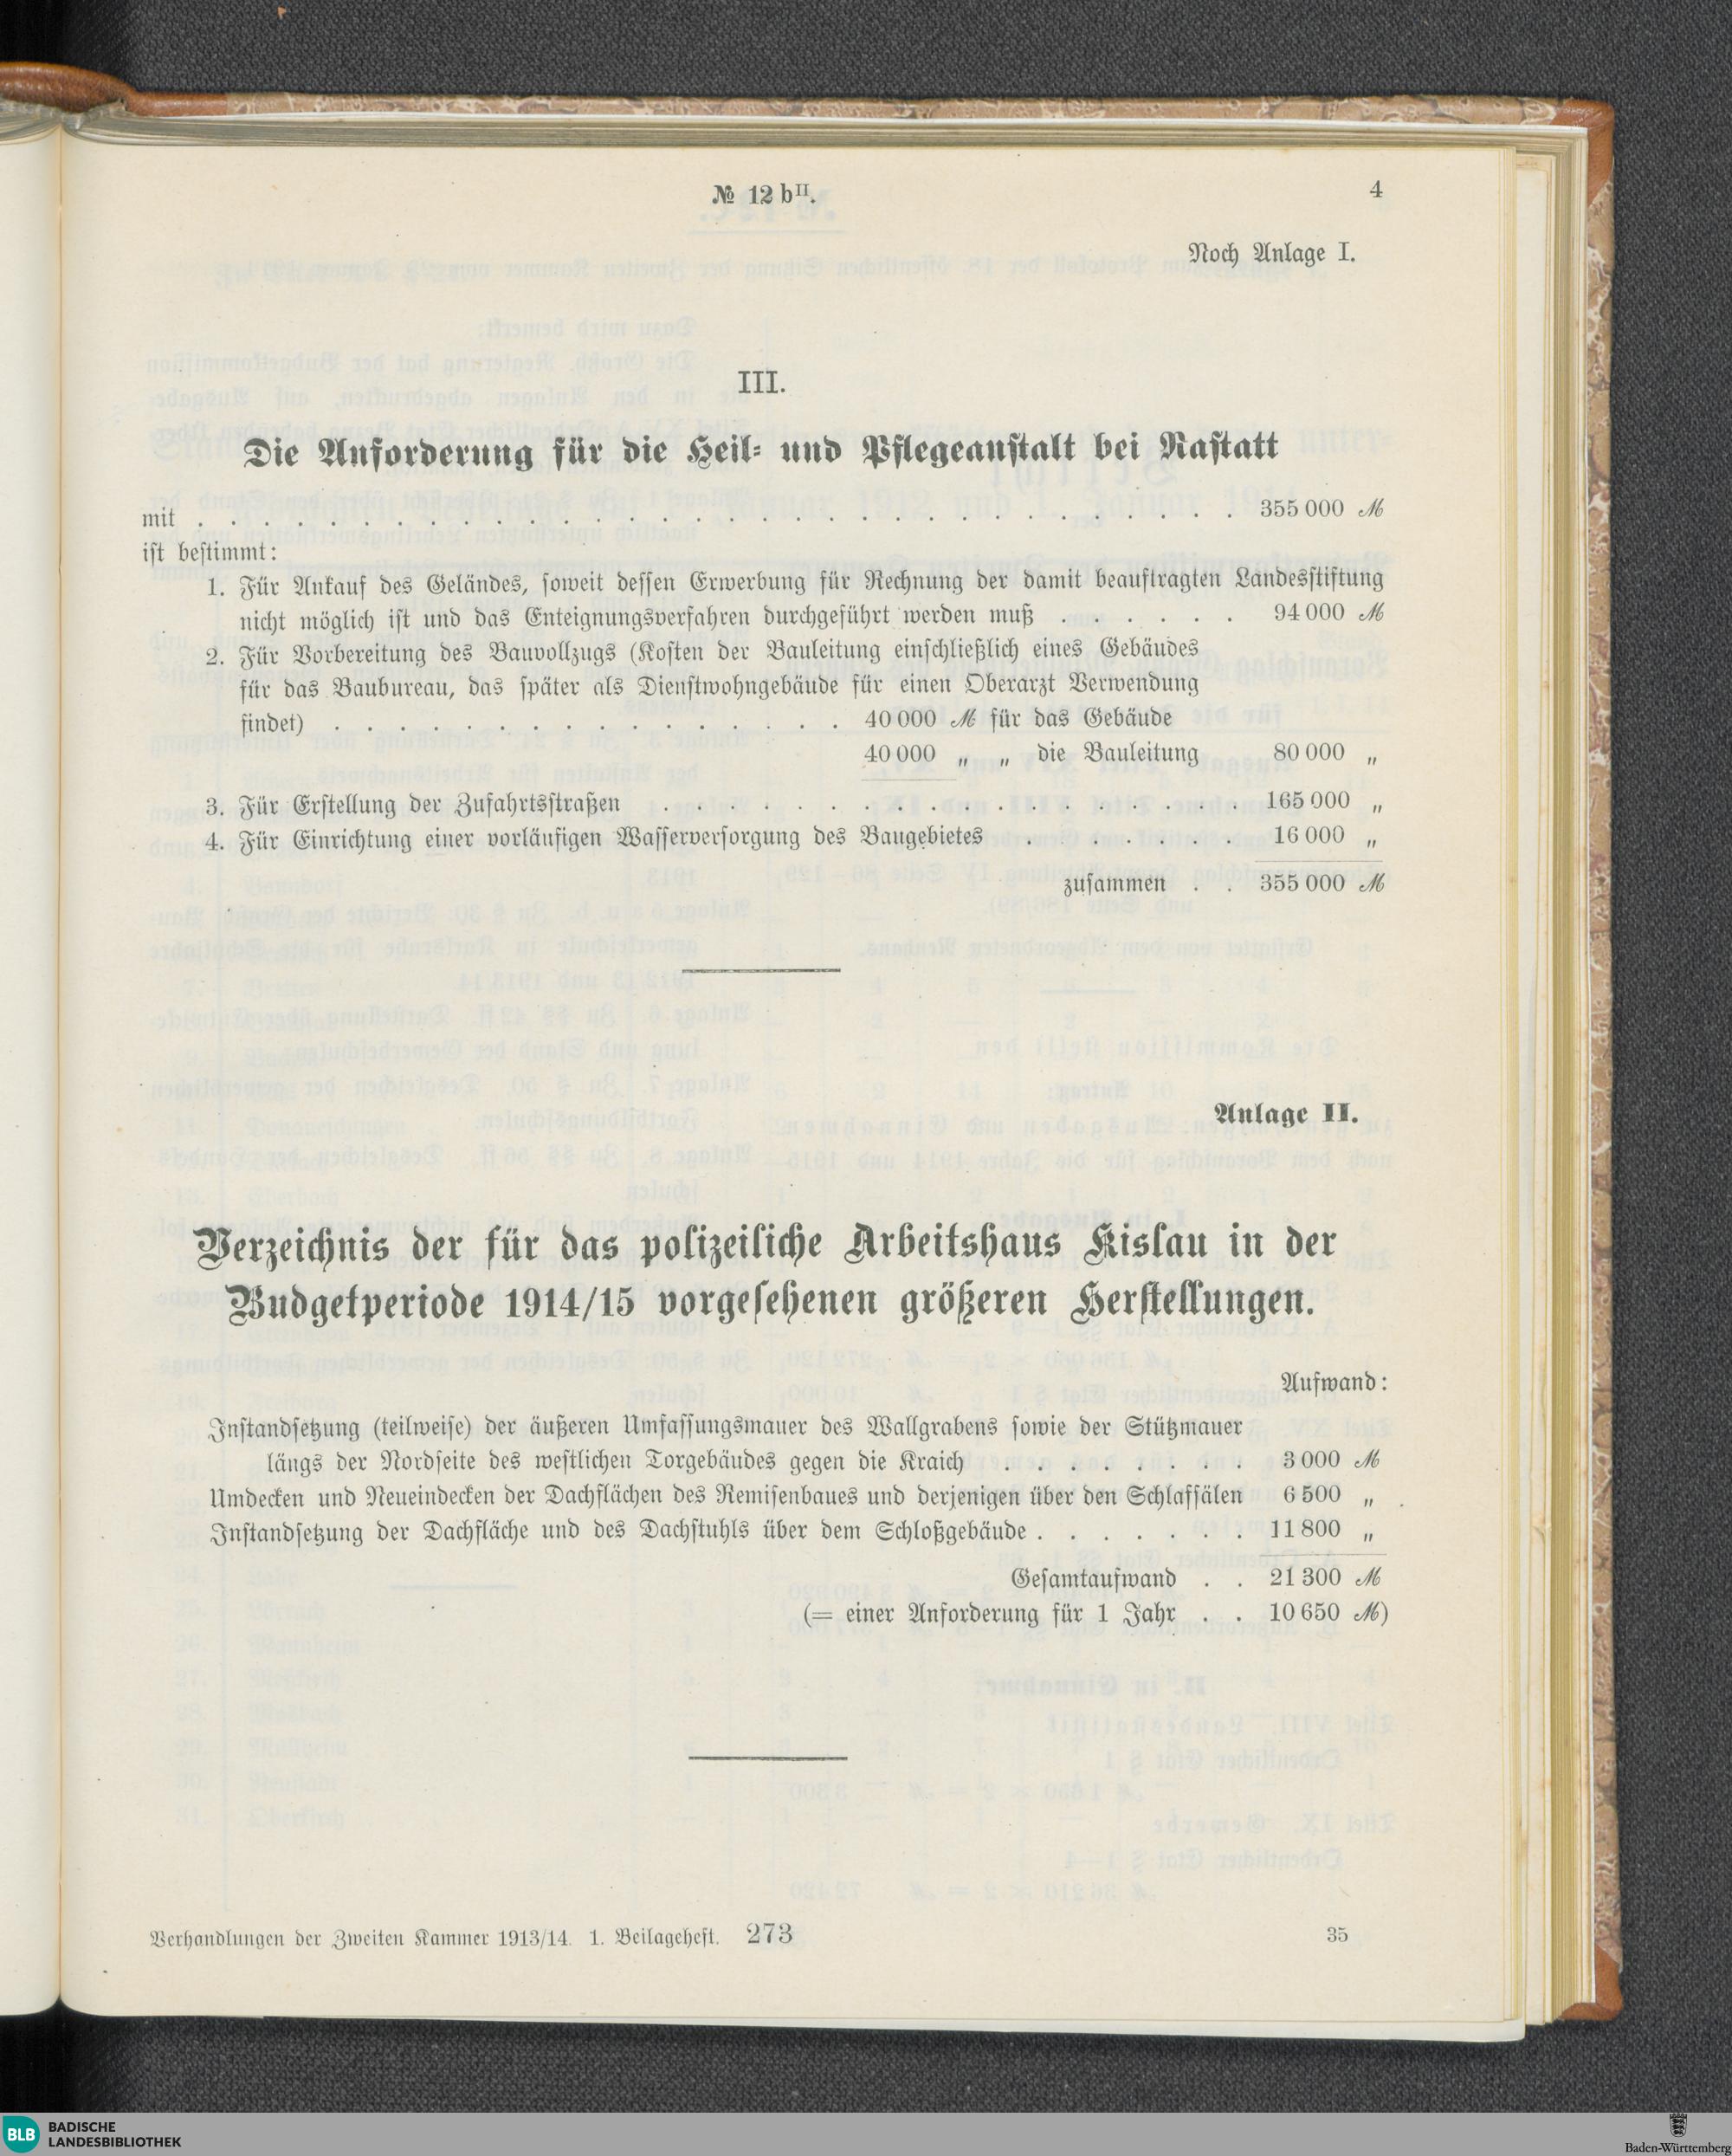 № 12 bII.
4
Noch Anlage I.
III.
Die Anforderung für die Heil- und Pflegeanstalt bei Rastatt
mit . . . . . . . . . . . . . . . . . . . . . . . . . . . . . . . . 355 000 ℳ
ist bestimmt:
1. Für Ankauf des Geländes, soweit dessen Erwerbung für Rechnung der damit beauftragten Landesstiftung
nicht möglich ist und das Enteignungsverfahren durchgeführt werden muß . . . . . . 94 000 ℳ
2. Für Vorbereitung des Bauvollzugs (Kosten der Bauleitung einschließlich eines Gebäudes
für das Baubureau, das später als Dienstwohngebäude für einen Oberarzt Verwendung
findet) . . . . . . . . . . . . . . . . 40 000 ℳ für das Gebäude
40 000 „ „ die Bauleitung 80 000 „
3. Für Erstellung der Zufahrtsstraßen . . . . . . . . . . . . . . . . . . 165 000 „
4. Für Einrichtung einer vorläufigen Wasserversorgung des Baugebietes . . . . . . . 16 000 „
zusammen . . 355 000 ℳ
Anlage II.
Verzeichnis der für das polizeiliche Arbeitshaus Kislau in der
Budgetperiode 1914/15 vorgesehenen größeren Herstellungen.
Aufwand:
Instandsetzung (teilweise) der äußeren Umfassungsmauer des Wallgrabens sowie der Stützmauer
längs der Nordseite des westlichen Torgebäudes gegen die Kraich . . . . . . . . 3 000 ℳ
Umdecken und Neueindecken der Dachflächen des Remisenbaues und derjenigen über den Schlafsälen 6 500 „
Instandsetzung der Dachfläche und des Dachstuhls über dem Schloßgebäude . . . . . . . 11 800 „
Gesamtaufwand . . 21 300 ℳ
(= einer Anforderung für 1 Jahr . . 10 650 ℳ)
Verhandlungen der Zweiten Kammer 1913/14. 1. Beilageheft. 273
35
BLB BADISCHE
LANDESBIBLIOTHEK
Baden-Württemberg